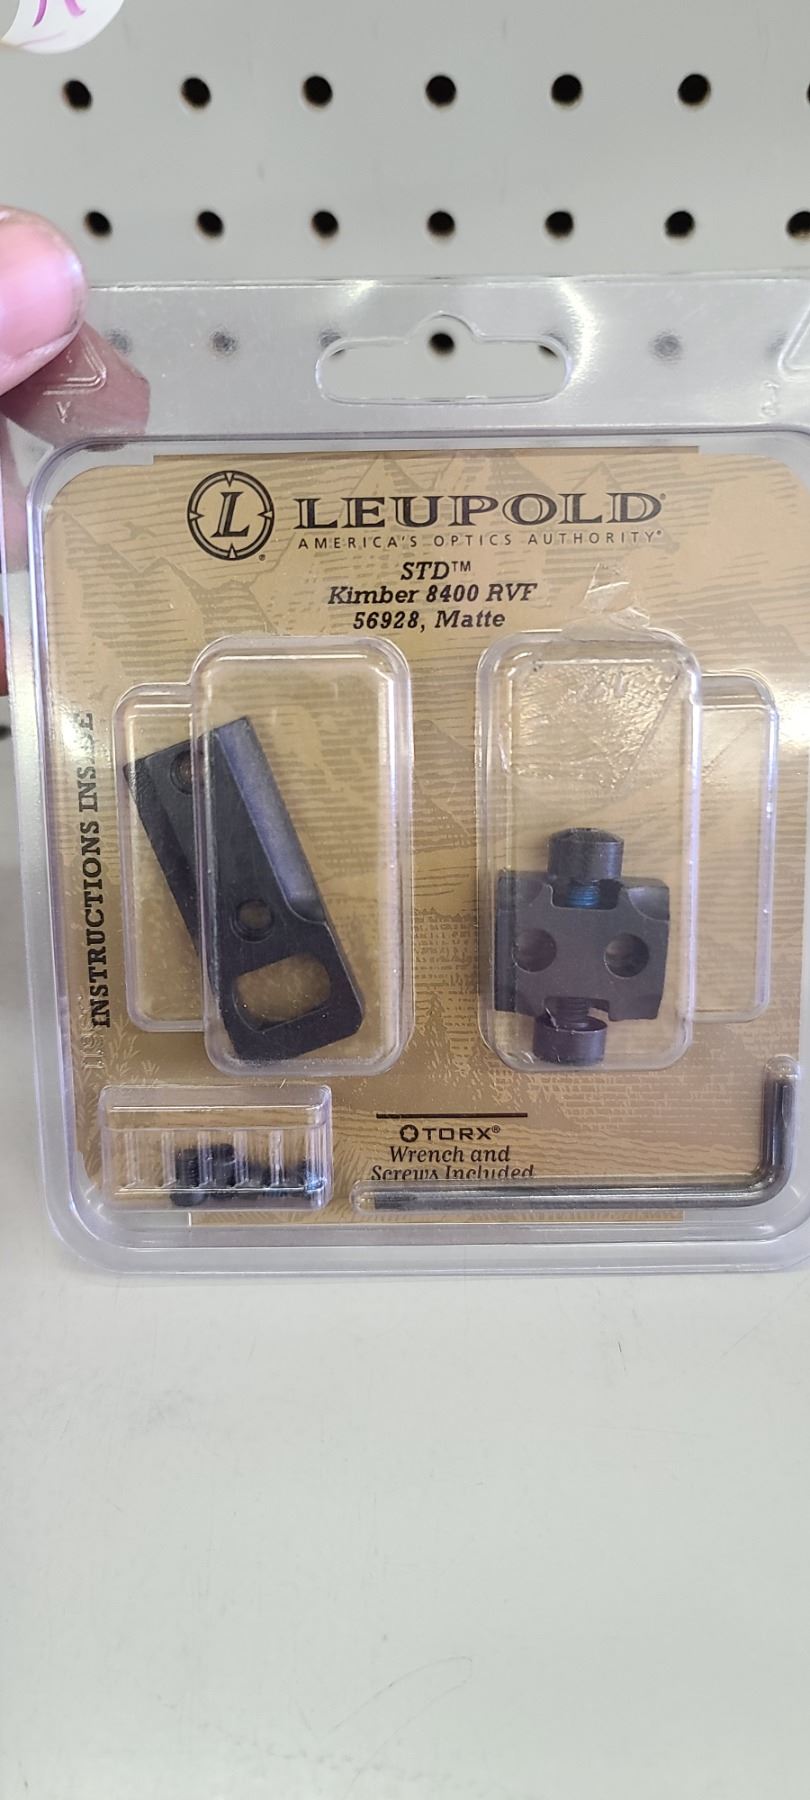 L LEUPOLD®
AMERICA'S OPTICS AUTHORITY®
STD™
Kimber 8400 RVF
56928, Matte
INSTRUCTIONS INSIDE
TORX®
Wrench and
Screws Included